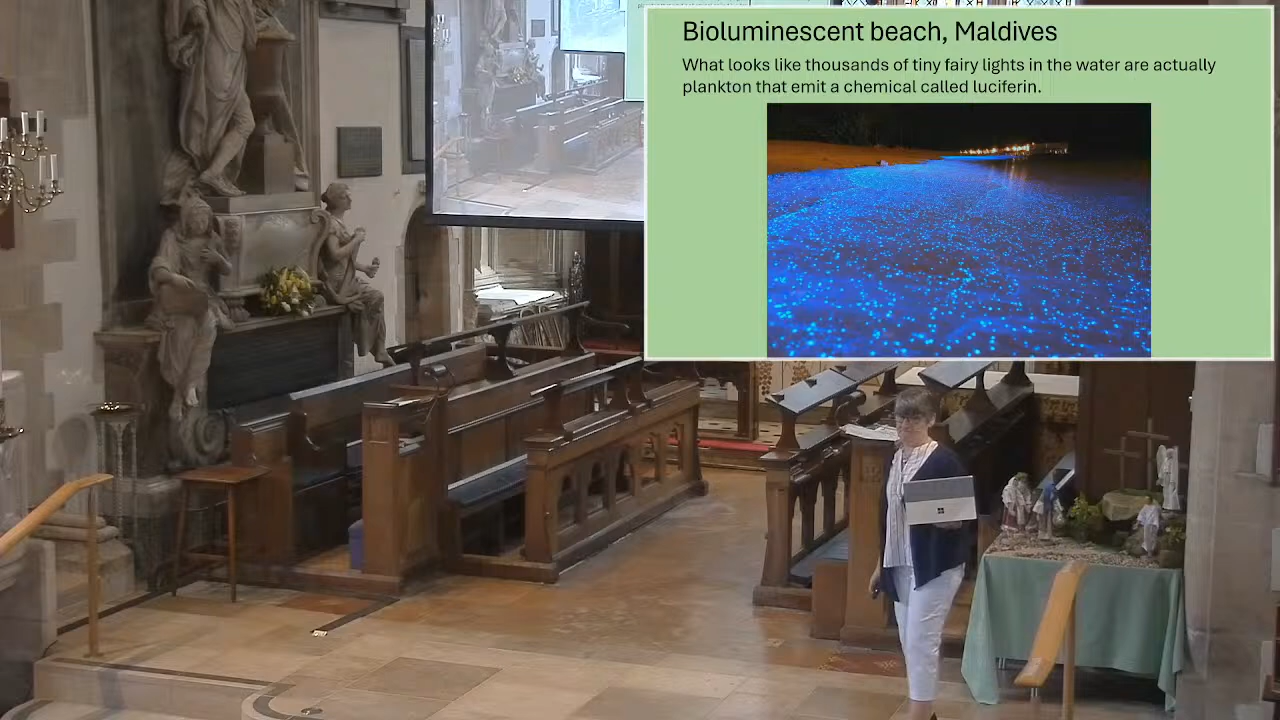 Bioluminescent beach, Maldives
What looks like thousands of tiny fairy lights in the water are actually
plankton that emit a chemical called luciferin.